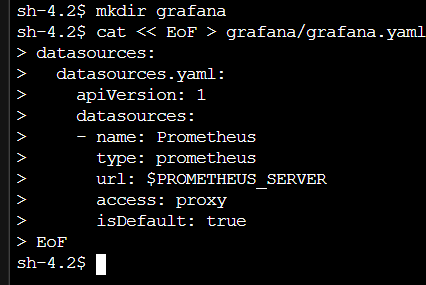 sh-4.2$ mkdir grafana
sh-4.2$ cat << EoF > grafana/grafana.yaml
> datasources:
>   datasources.yaml:
>     apiVersion: 1
>     datasources:
>     - name: Prometheus
>       type: prometheus
>       url: $PROMETHEUS_SERVER
>       access: proxy
>       isDefault: true
> EoF
sh-4.2$